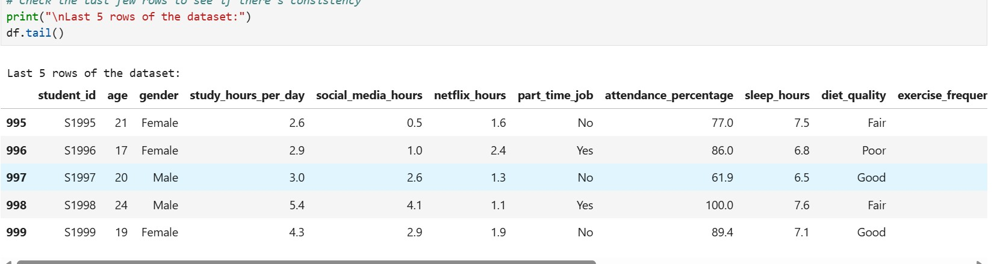 # Check the last few rows to see if there's consistency
print("\nLast 5 rows of the dataset:")
df.tail()
Last 5 rows of the dataset:
student_id age gender study_hours_per_day social_media_hours netflix_hours part_time_job attendance_percentage sleep_hours diet_quality exercise_frequen
995 S1995 21 Female 2.6 0.5 1.6 No 77.0 7.5 Fair
996 S1996 17 Female 2.9 1.0 2.4 Yes 86.0 6.8 Poor
997 S1997 20 Male 3.0 2.6 1.3 No 61.9 6.5 Good
998 S1998 24 Male 5.4 4.1 1.1 Yes 100.0 7.6 Fair
999 S1999 19 Female 4.3 2.9 1.9 No 89.4 7.1 Good